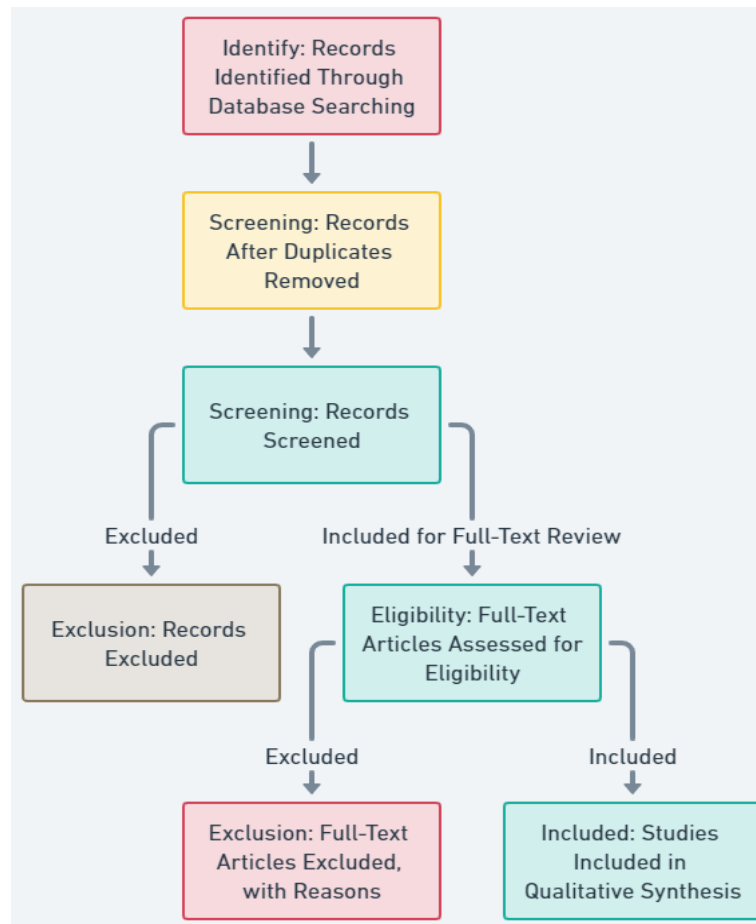 Identify: Records
Identified Through
Database Searching
Screening: Records
After Duplicates
Removed
Screening: Records
Screened
Excluded
Included for Full-Text Review
Exclusion: Records
Excluded
Eligibility: Full-Text
Articles Assessed for
Eligibility
Excluded
Included
Exclusion: Full-Text
Articles Excluded,
with Reasons
Included: Studies
Included in
Qualitative Synthesis